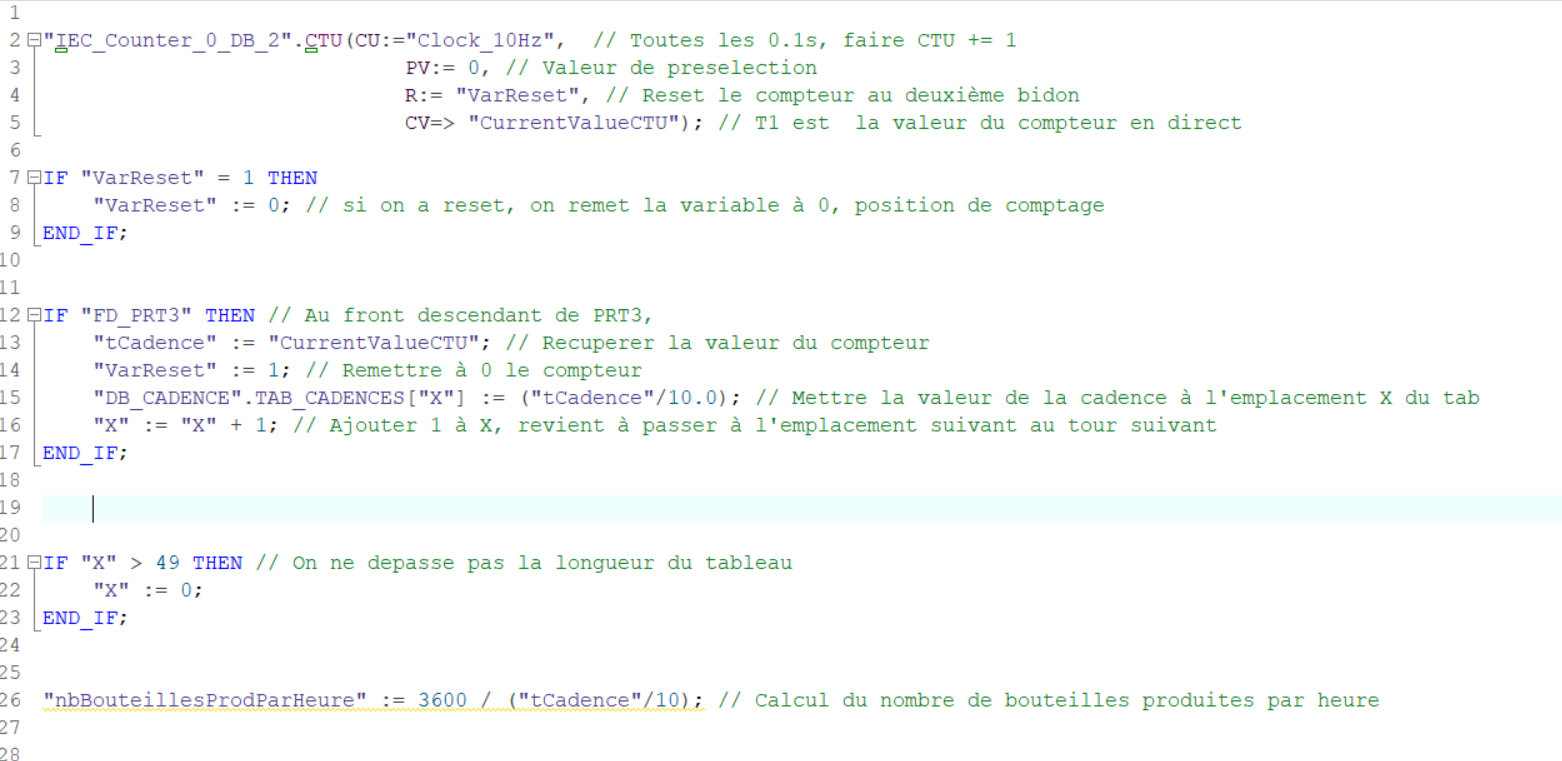 1
2 "IEC_Counter_0_DB_2".CTU(CU:="Clock_10Hz", // Toutes les 0.1s, faire CTU += 1
3 PV:= 0, // Valeur de preselection
4 R:= "VarReset", // Reset le compteur au deuxième bidon
5 CV=> "CurrentValueCTU"); // T1 est la valeur du compteur en direct
6
7 IF "VarReset" = 1 THEN
8 "VarReset" := 0; // si on a reset, on remet la variable à 0, position de comptage
9 END_IF;
10
11
12 IF "FD_PRT3" THEN // Au front descendant de PRT3,
13 "tCadence" := "CurrentValueCTU"; // Recuperer la valeur du compteur
14 "VarReset" := 1; // Remettre à 0 le compteur
15 "DB_CADENCE".TAB_CADENCES["X"] := ("tCadence"/10.0); // Mettre la valeur de la cadence à l'emplacement X du tab
16 "X" := "X" + 1; // Ajouter 1 à X, revient à passer à l'emplacement suivant au tour suivant
17 END_IF;
18
19
20
21 IF "X" > 49 THEN // On ne depasse pas la longueur du tableau
22 "X" := 0;
23 END_IF;
24
25
26 "nbBouteillesProdParHeure" := 3600 / ("tCadence"/10); // Calcul du nombre de bouteilles produites par heure
27
28